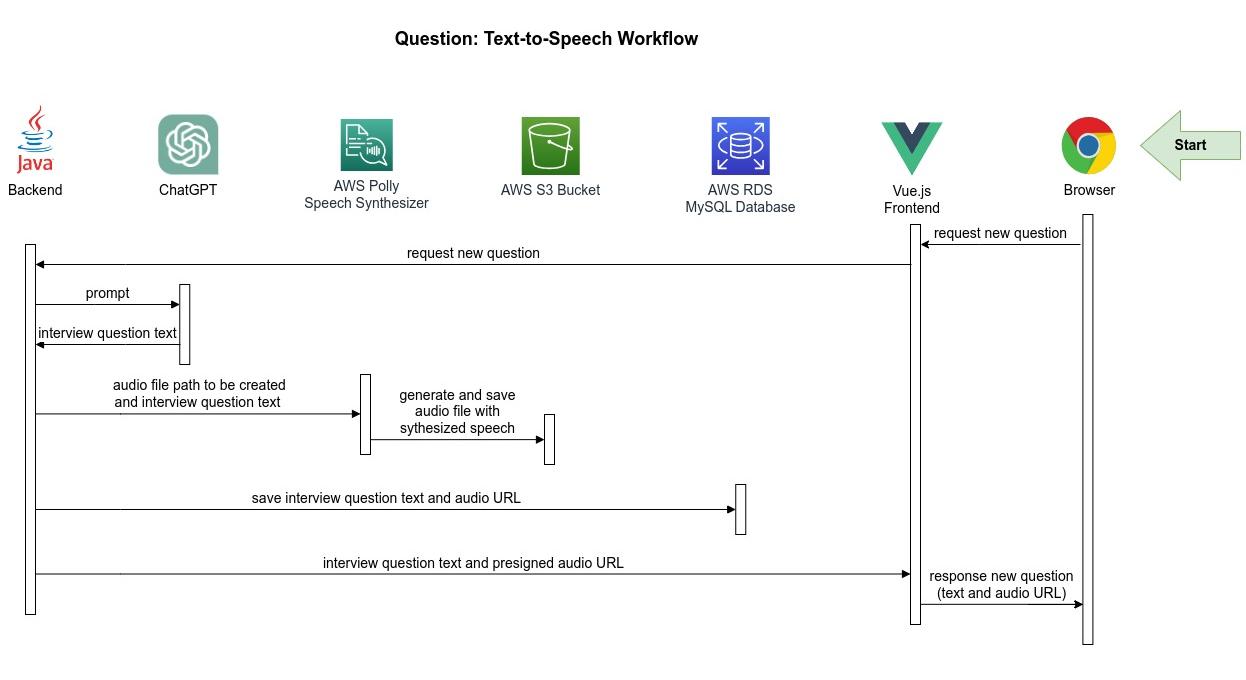 Question: Text-to-Speech Workflow
Java
Backend
ChatGPT
AWS Polly
Speech Synthesizer
AWS S3 Bucket
AWS RDS
MySQL Database
Vue.js
Frontend
Browser
Start
request new question
request new question
prompt
interview question text
audio file path to be created
and interview question text
generate and save
audio file with
sythesized speech
save interview question text and audio URL
interview question text and presigned audio URL
response new question
(text and audio URL)